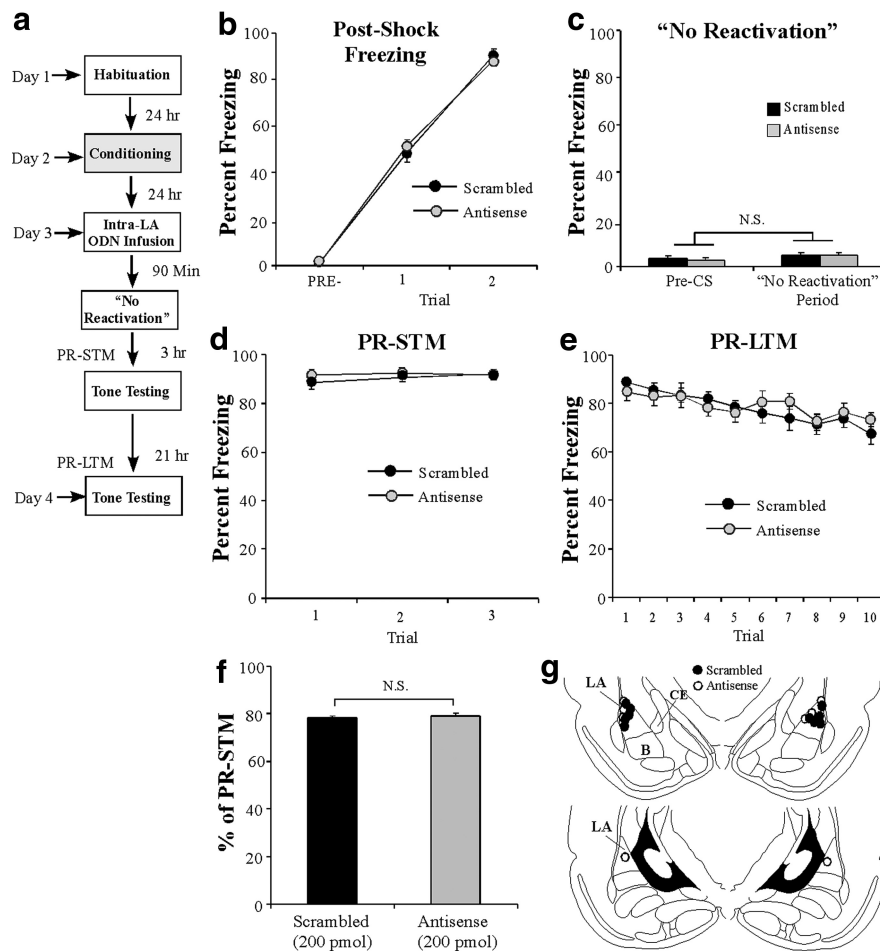 a
Day 1
Habituation
24 hr
Day 2
Conditioning
24 hr
Day 3
Intra-LA
ODN Infusion
90 Min
“No
Reactivation”
PR-STM
3 hr
Tone Testing
PR-LTM
21 hr
Day 4
Tone Testing
b
Post-Shock
Freezing
Percent Freezing
100
80
60
40
20
0
Scrambled
Antisense
PRE-
1
2
Trial
c
“No Reactivation”
Percent Freezing
100
80
60
40
20
0
Scrambled
Antisense
N.S.
Pre-CS
“No Reactivation”
Period
d
PR-STM
Percent Freezing
100
80
60
40
20
0
Scrambled
Antisense
1
2
3
Trial
e
PR-LTM
Percent Freezing
100
80
60
40
20
0
Scrambled
Antisense
1 2 3 4 5 6 7 8 9 10
Trial
f
% of PR-STM
100
80
60
40
20
0
N.S.
Scrambled
(200 pmol)
Antisense
(200 pmol)
g
Scrambled
Antisense
LA
CE
B
LA